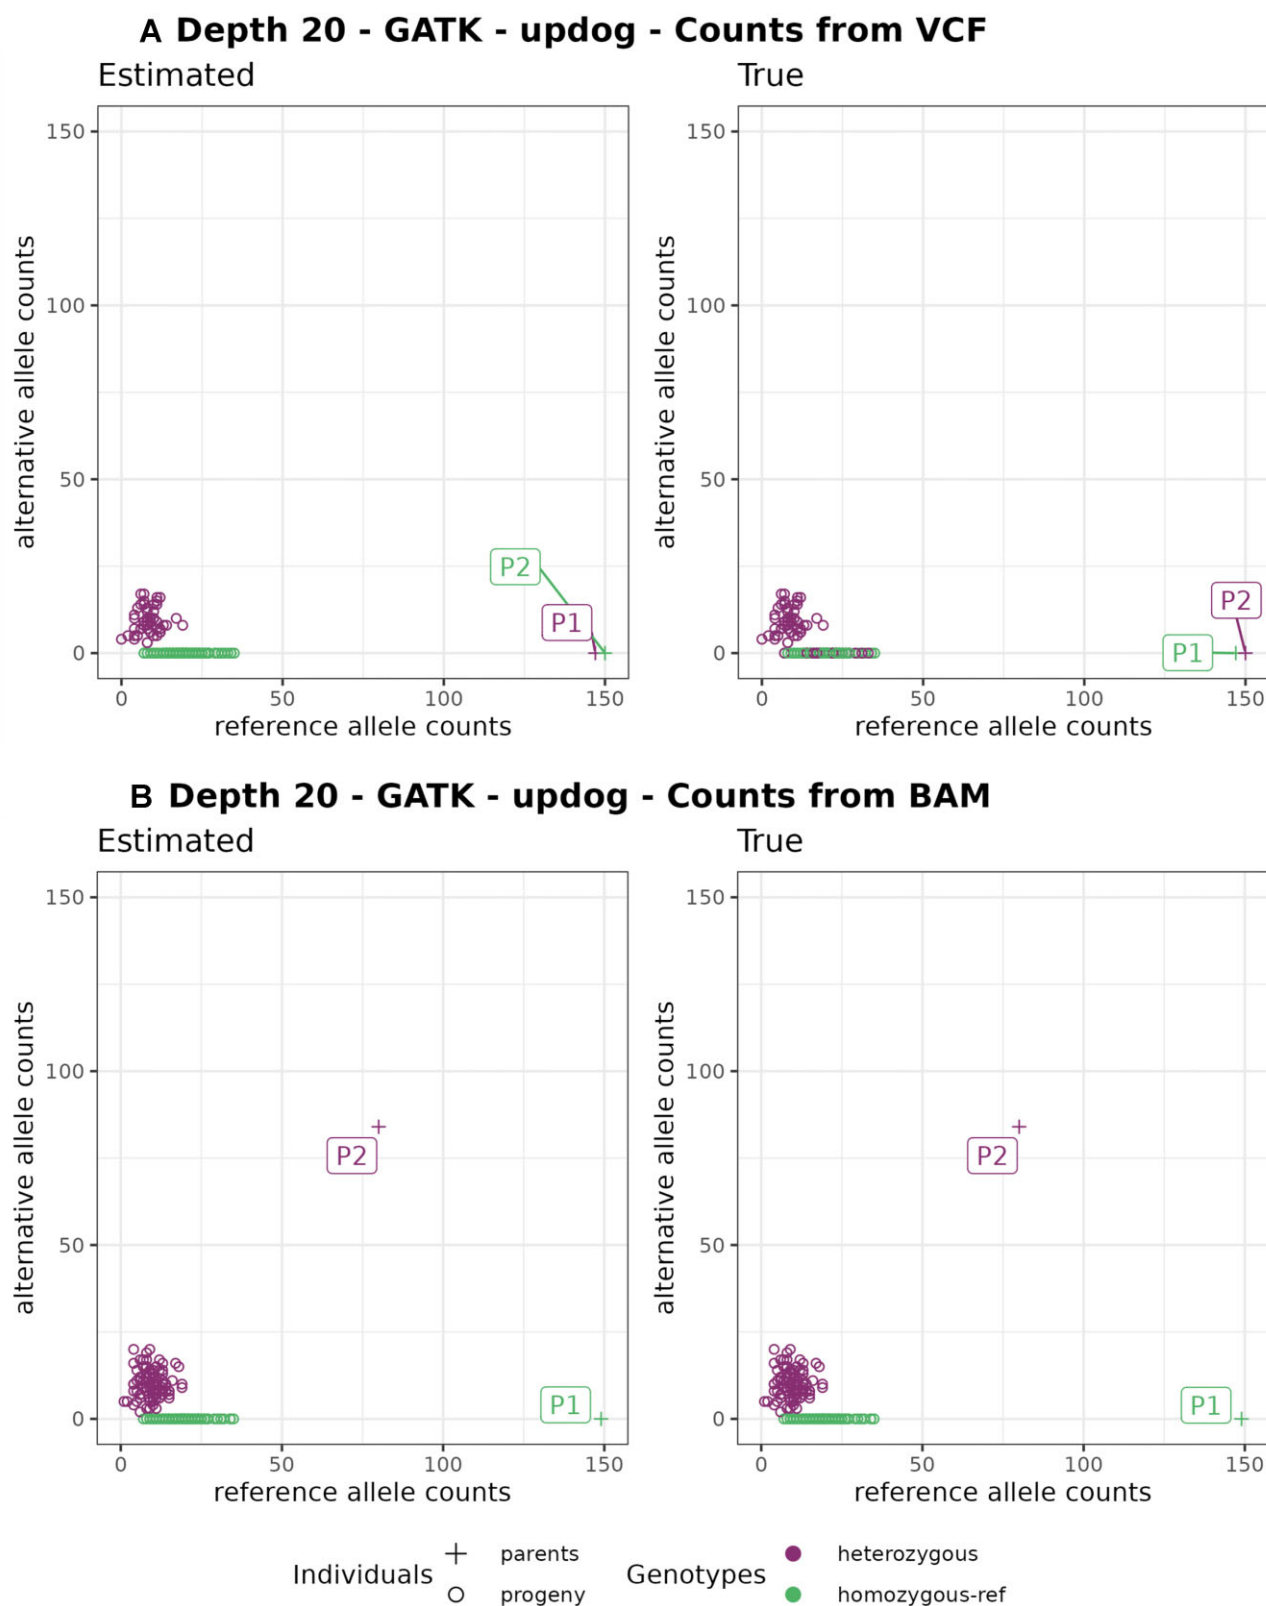 A Depth 20 - GATK - updog - Counts from VCF
Estimated
True
alternative allele counts
150
100
50
0
P2
P1
0
50
100
150
reference allele counts
alternative allele counts
150
100
50
0
P2
P1
0
50
100
150
reference allele counts
B Depth 20 - GATK - updog - Counts from BAM
Estimated
True
alternative allele counts
150
100
50
0
P2
P1
0
50
100
150
reference allele counts
alternative allele counts
150
100
50
0
P2
P1
0
50
100
150
reference allele counts
Individuals
parents
progeny
Genotypes
heterozygous
homozygous-ref